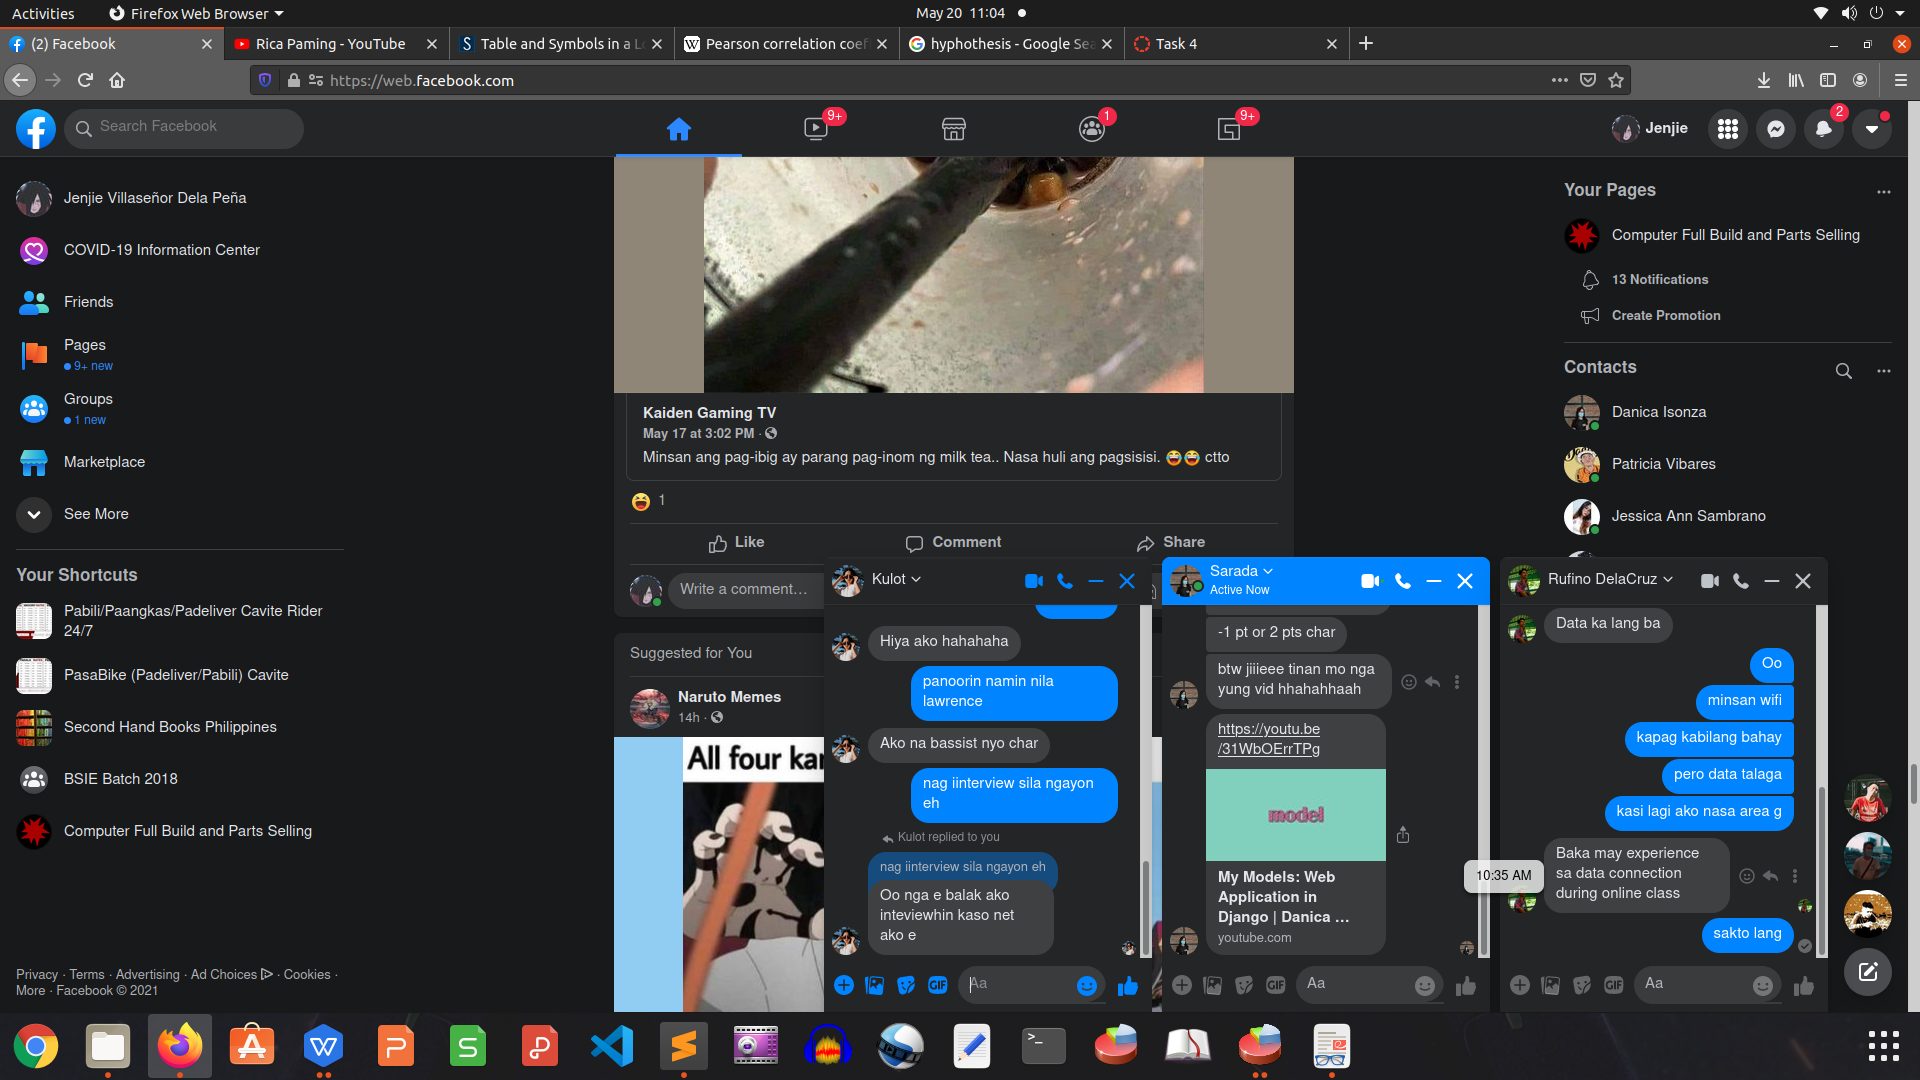 Activities
Firefox Web Browser
May 20 11:04
(2) Facebook
Rica Paming - YouTube
Table and Symbols in a L
Pearson correlation coef
hyphothesis - Google Sea
Task 4
https://web.facebook.com
Search Facebook
9+
1
9+
Jenjie
2
Jenjie Villaseñor Dela Peña
COVID-19 Information Center
Friends
Pages
9+ new
Groups
1 new
Marketplace
See More
Your Shortcuts
Pabili/Paangkas/Padeliver Cavite Rider
24/7
PasaBike (Padeliver/Pabili) Cavite
Second Hand Books Philippines
BSIE Batch 2018
Computer Full Build and Parts Selling
Privacy · Terms · Advertising · Ad Choices · Cookies ·
More · Facebook © 2021
Kaiden Gaming TV
May 17 at 3:02 PM ·
Minsan ang pag-ibig ay parang pag-inom ng milk tea.. Nasa huli ang pagsisisi. 😂😂 ctto
1
Like
Comment
Share
Write a comment…
Suggested for You
Naruto Memes
14h ·
All four kar
Kulot
Hiya ako hahahaha
panoorin namin nila
lawrence
Ako na bassist nyo char
nag iinterview sila ngayon
eh
Kulot replied to you
nag iinterview sila ngayon eh
Oo nga e balak ako
inteviewhin kaso net
ako e
GIF
Aa
Sarada
Active Now
-1 pt or 2 pts char
btw jiiieee tinan mo nga
yung vid hhahahhaah
https://youtu.be
/31WbOErrTPg
model
My Models: Web
Application in
Django | Danica ...
youtube.com
GIF
Aa
Rufino DelaCruz
Data ka lang ba
Oo
minsan wifi
kapag kabilang bahay
pero data talaga
kasi lagi ako nasa area g
Baka may experience
sa data connection
during online class
10:35 AM
sakto lang
GIF
Aa
Your Pages
Computer Full Build and Parts Selling
13 Notifications
Create Promotion
Contacts
Danica Isonza
Patricia Vibares
Jessica Ann Sambrano